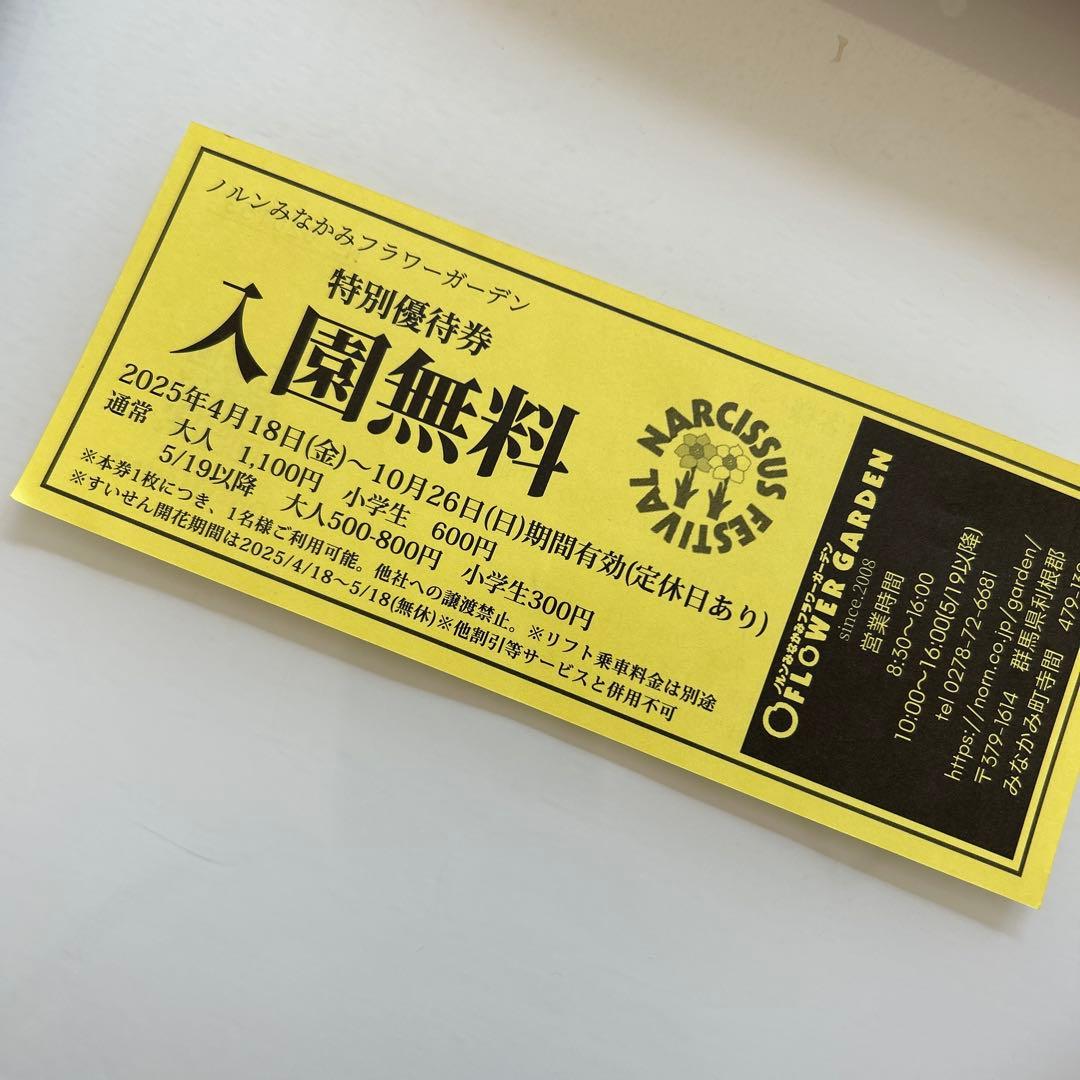 ノルンみなかみフラワーガーデン
特別優待券
入園無料
2025年4月18日(金)～10月26日(日)期間有効(定休日あり)
通常　大人　1,100円　小学生　600円
5/19以降　大人500-800円　小学生300円
※本券1枚につき、1名様ご利用可能。他社への譲渡禁止。※リフト乗車料金は別途
※すいせん開花期間は2025/4/18～5/18(無休)※他割引等サービスと併用不可
NARCISSUS FESTIVAL
ノルンみなかみフラワーガーデン
FLOWER GARDEN
since.2008
営業時間
8:30～16:00
10:00～16:00(5/19以降)
tel 0278-72-6681
https://norn.co.jp/garden/
〒379-1614　群馬県利根郡
みなかみ町寺間　479-139